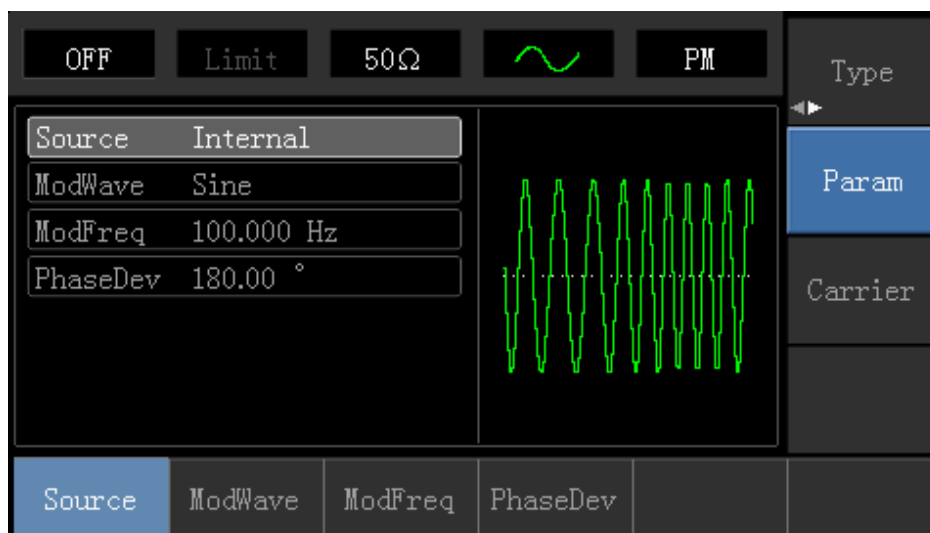 OFF Limit 50Ω PM
Type
Source Internal
ModWave Sine
ModFreq 100.000 Hz
PhaseDev 180.00 °
Param
Carrier
Source ModWave ModFreq PhaseDev